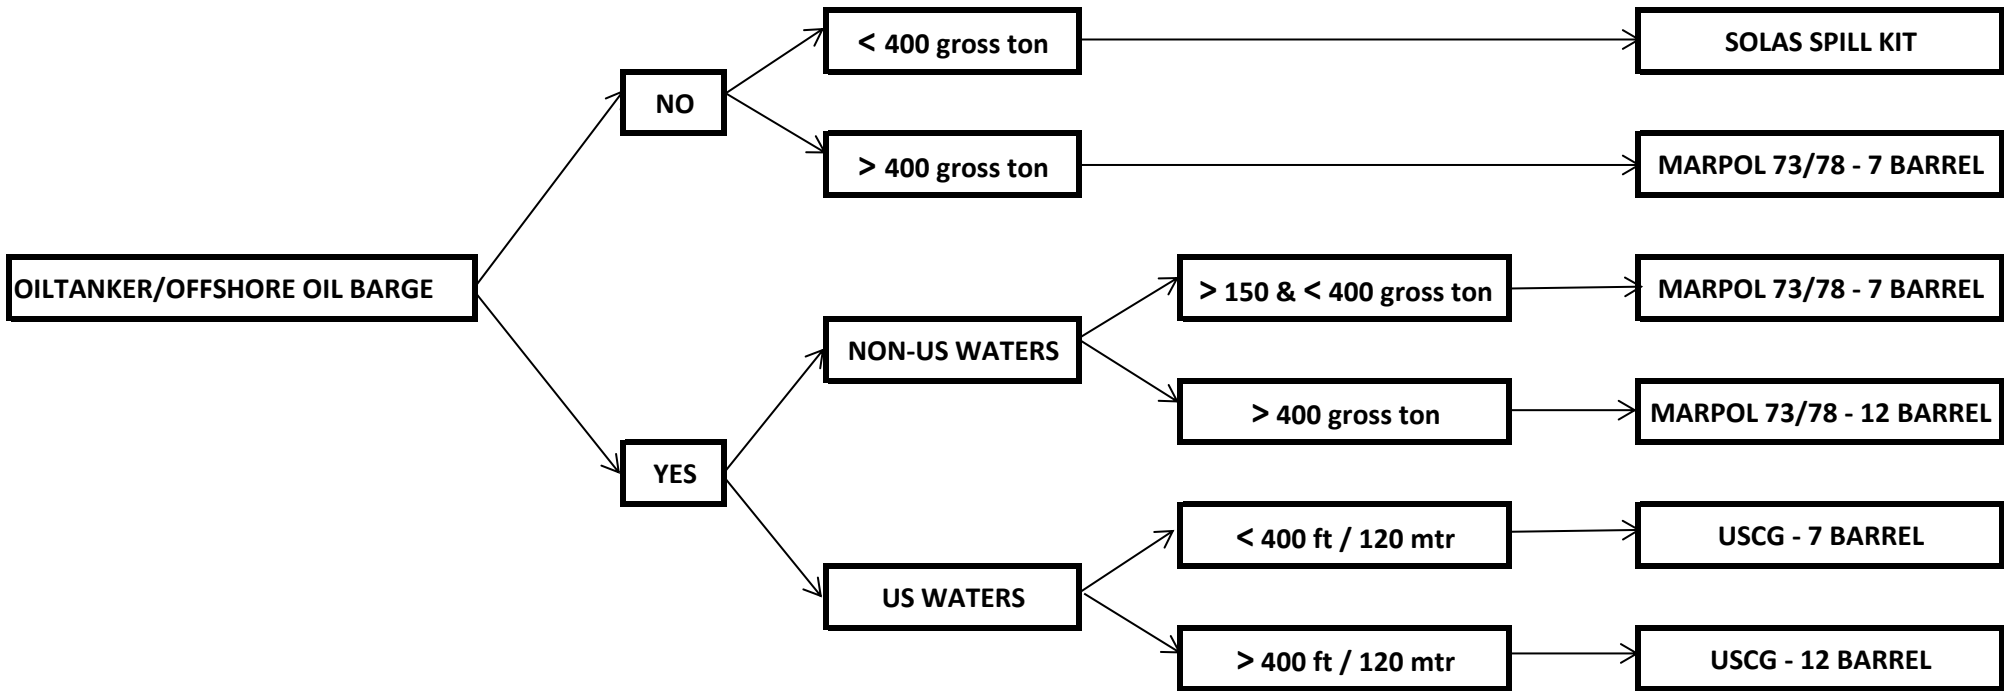 < 400 gross ton
SOLAS SPILL KIT
NO
> 400 gross ton
MARPOL 73/78 - 7 BARREL
OILTANKER/OFFSHORE OIL BARGE
> 150 & < 400 gross ton
MARPOL 73/78 - 7 BARREL
NON-US WATERS
> 400 gross ton
MARPOL 73/78 - 12 BARREL
YES
< 400 ft / 120 mtr
USCG - 7 BARREL
US WATERS
> 400 ft / 120 mtr
USCG - 12 BARREL